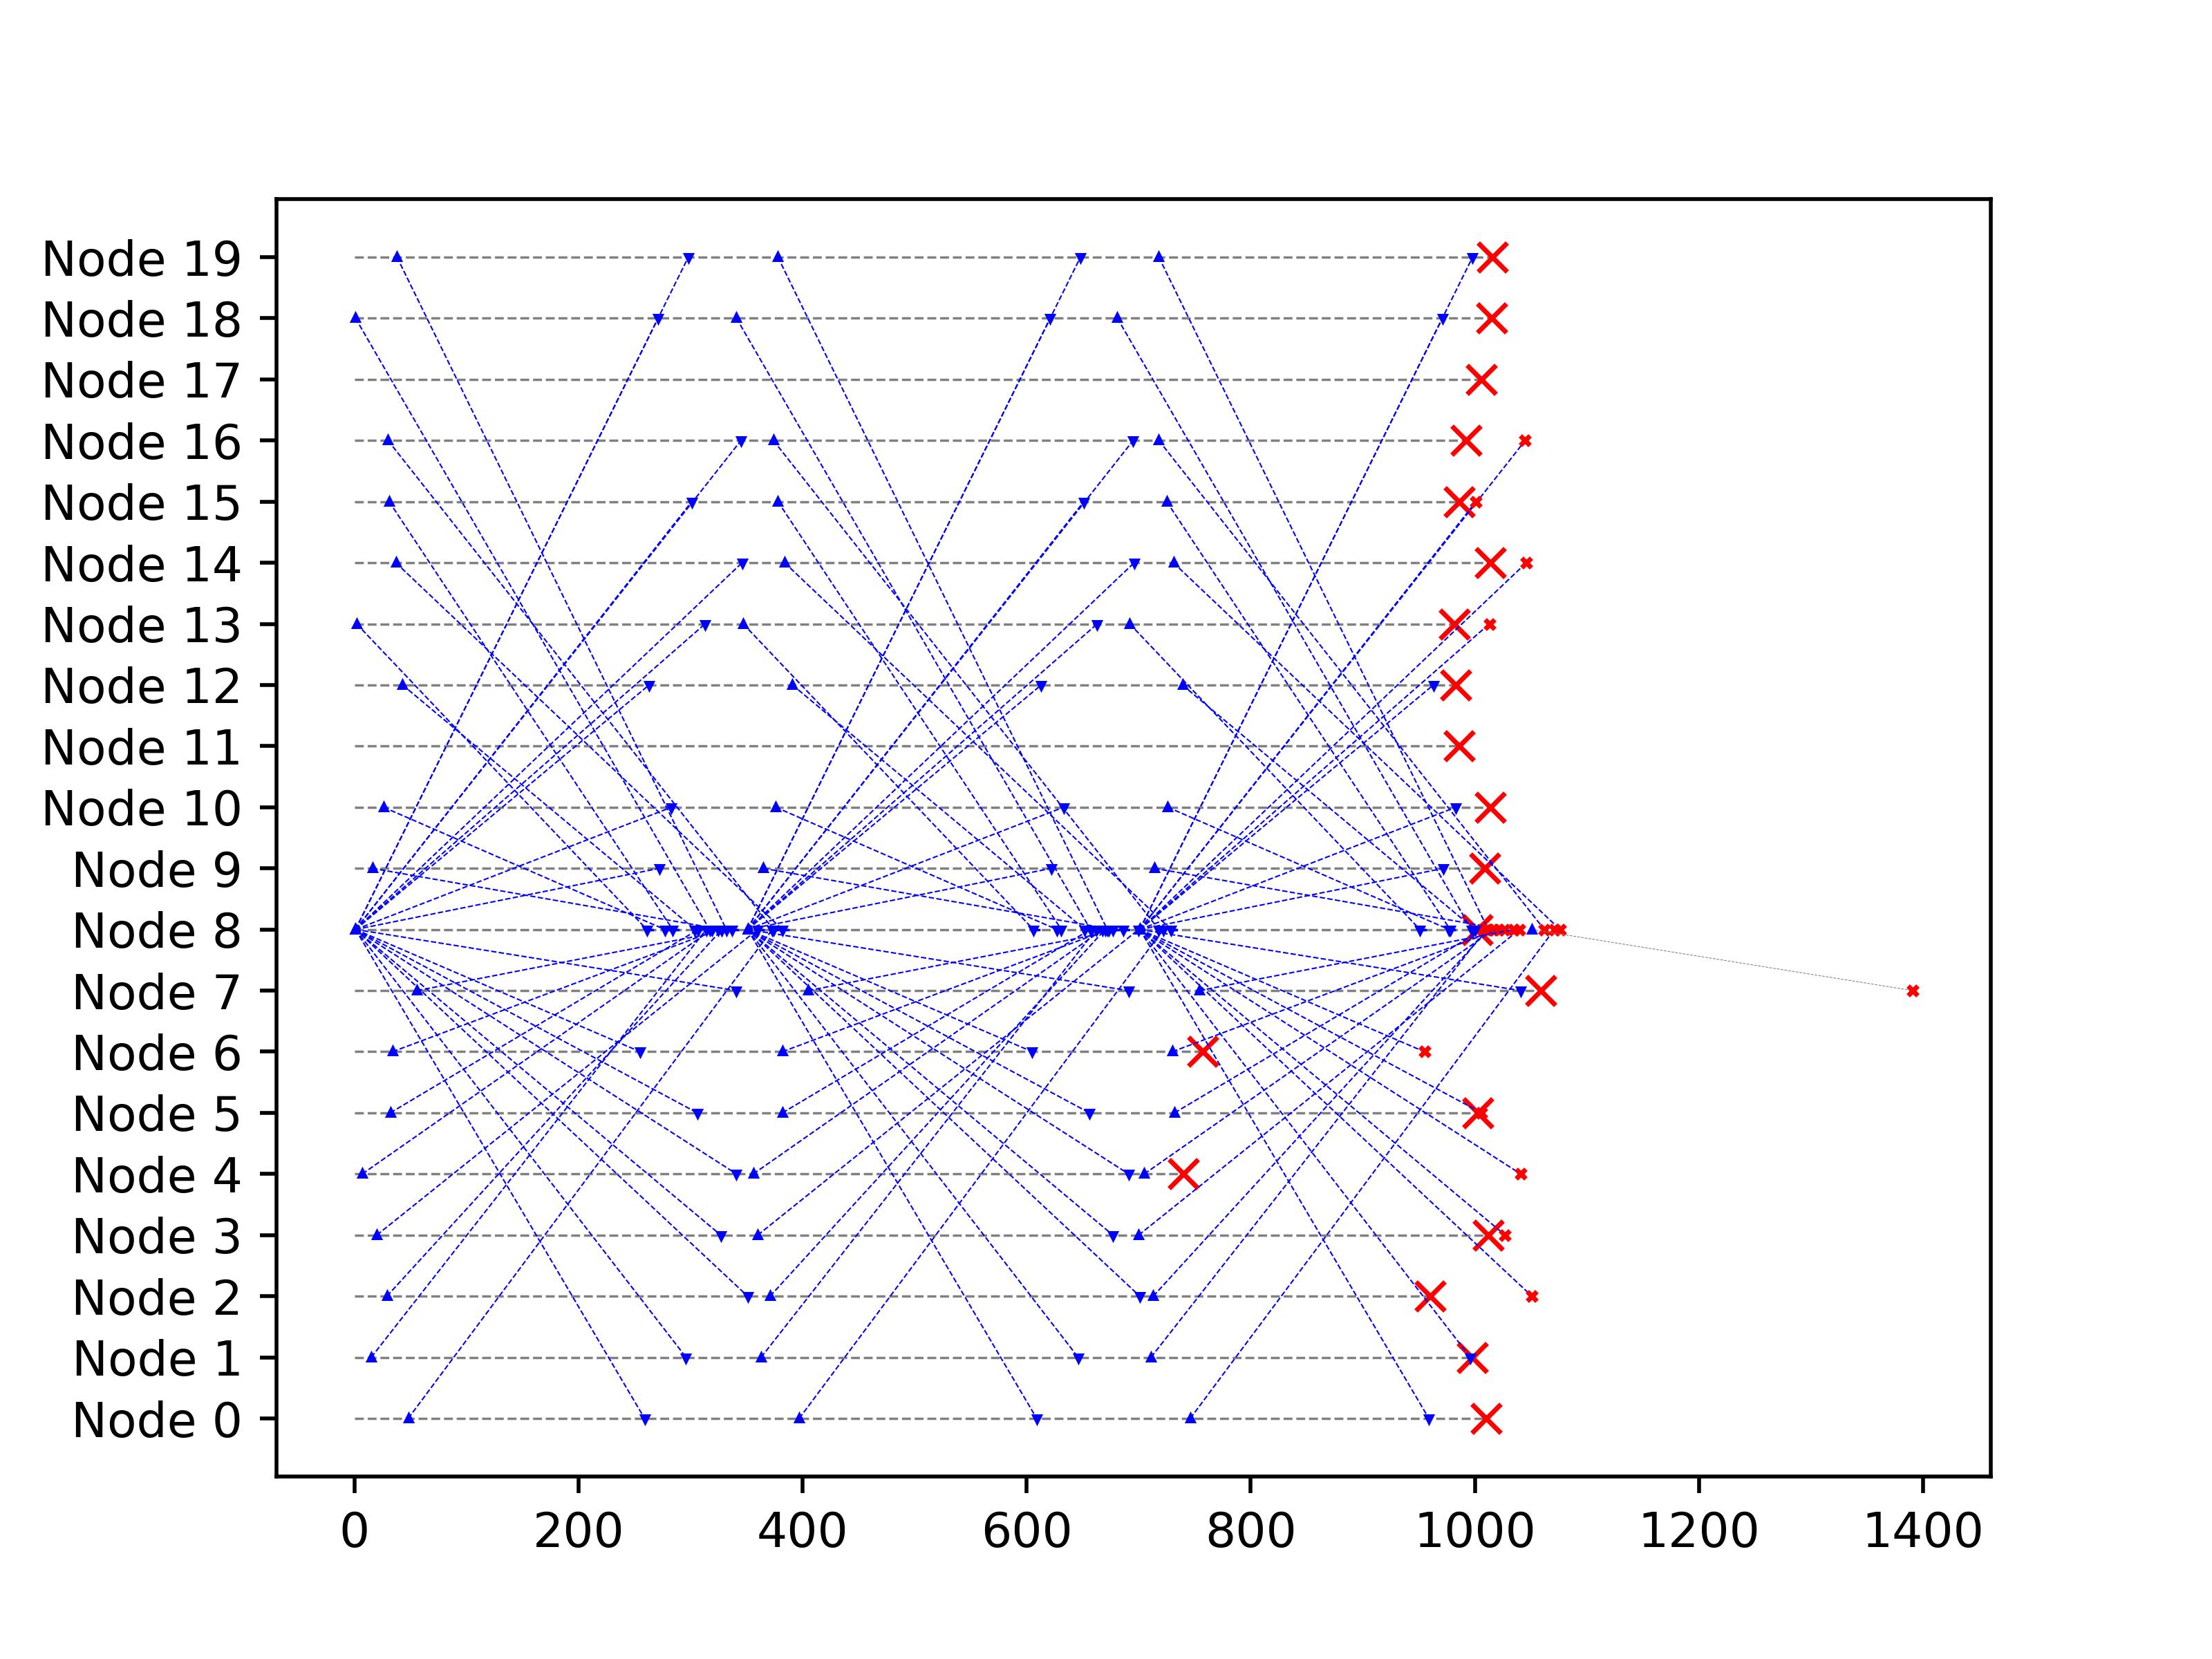 Node 19
Node 18
Node 17
Node 16
Node 15
Node 14
Node 13
Node 12
Node 11
Node 10
Node 9
Node 8
Node 7
Node 6
Node 5
Node 4
Node 3
Node 2
Node 1
Node 0
0 200 400 600 800 1000 1200 1400